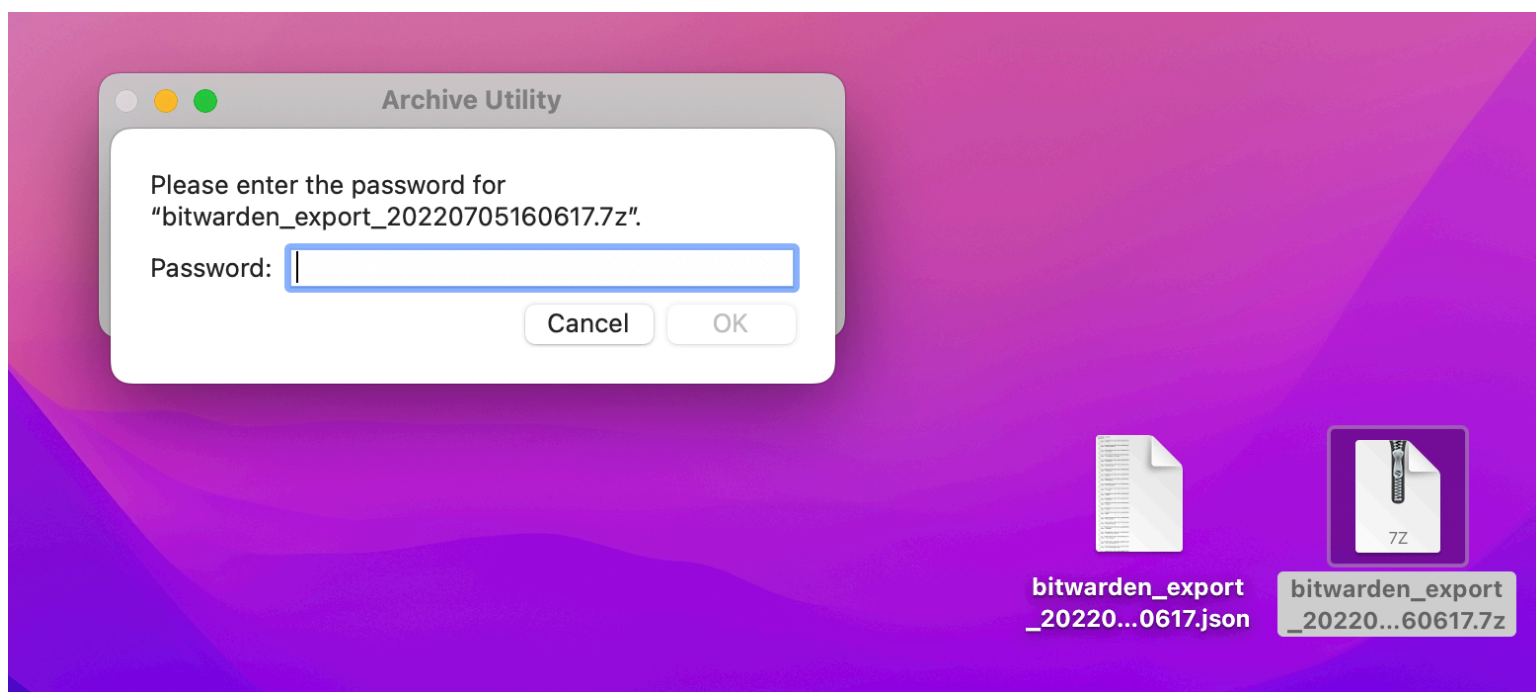 Archive Utility
Please enter the password for
“bitwarden_export_20220705160617.7z”.
Password:
Cancel
OK
7Z
bitwarden_export
_20220...0617.json
bitwarden_export
_20220...60617.7z